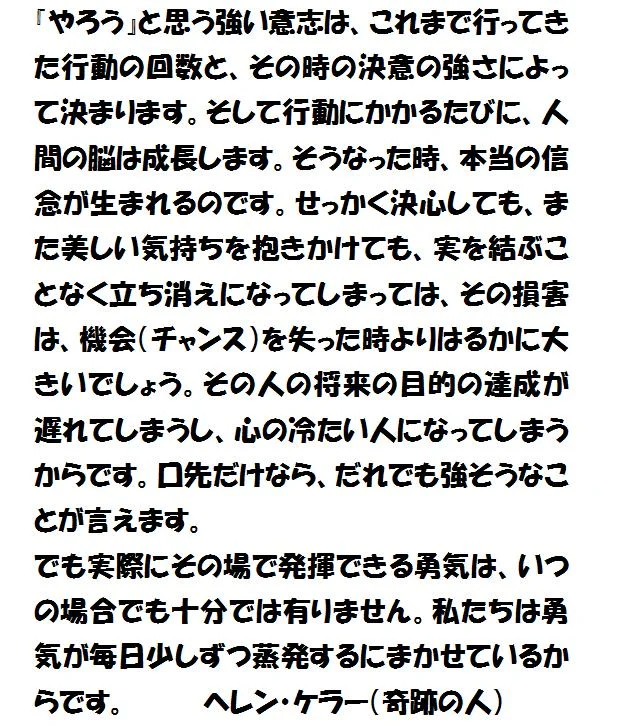 『やろう』と思う強い意志は、これまで行ってき
た行動の回数と、その時の決意の強さによっ
て決まります。そして行動にかかるたびに、人
間の脳は成長します。そうなった時、本当の信
念が生まれるのです。せっかく決心しても、ま
た美しい気持ちを抱きかけても、実を結ぶこ
となく立ち消えになってしまっては、その損害
は、機会(チャンス)を失った時よりはるかに大
きいでしょう。その人の将来の目的の達成が
遅れてしまうし、心の冷たい人になってしまう
からです。口先だけなら、だれでも強そうなこ
とが言えます。
でも実際にその場で発揮できる勇気は、いつ
の場合でも十分では有りません。私たちは勇
気が毎日少しずつ蒸発するにまかせているか
らです。 ヘレン・ケラー(奇跡の人)